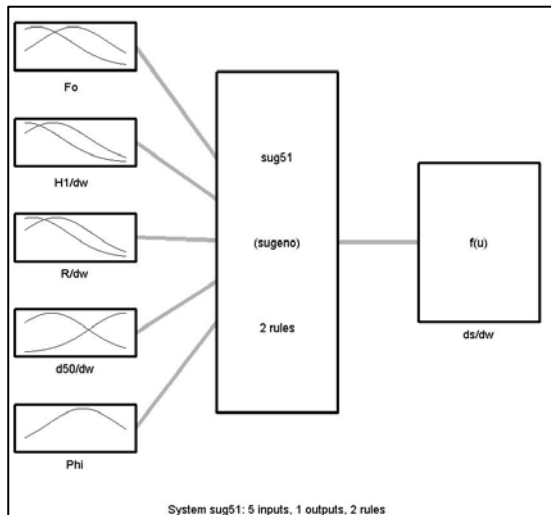 Fo
H1/dw
R/dw
d50/dw
Phi
sug51
(sugeno)
2 rules
f(u)
ds/dw
System sug51: 5 inputs, 1 outputs, 2 rules